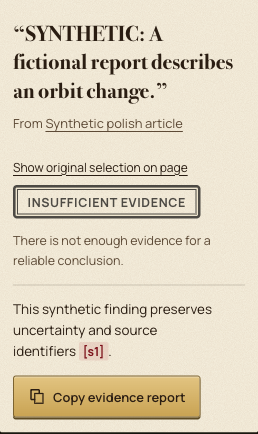 “SYNTHETIC: A
fictional report describes
an orbit change.”
From Synthetic polish article
Show original selection on page
INSUFFICIENT EVIDENCE
There is not enough evidence for a
reliable conclusion.
This synthetic finding preserves
uncertainty and source
identifiers [s1] .
Copy evidence report